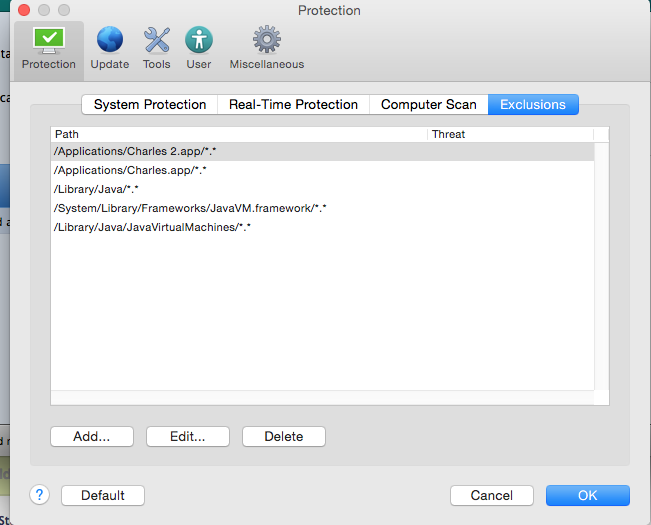 Protection
Protection Update Tools User Miscellaneous
System Protection Real-Time Protection Computer Scan Exclusions
Path Threat
/Applications/Charles 2.app/*.*
/Applications/Charles.app/*.*
/Library/Java/*.*
/System/Library/Frameworks/JavaVM.framework/*.*
/Library/Java/JavaVirtualMachines/*.*
Add... Edit... Delete
? Default Cancel OK